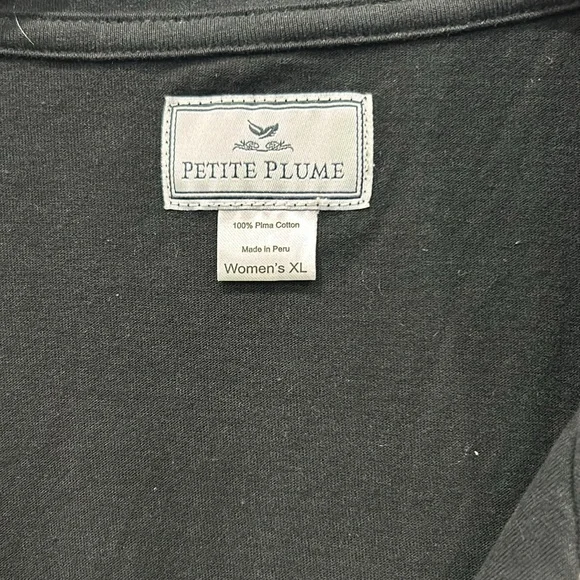 PETITE PLUME
100% Pima Cotton
Made in Peru
Women's XL